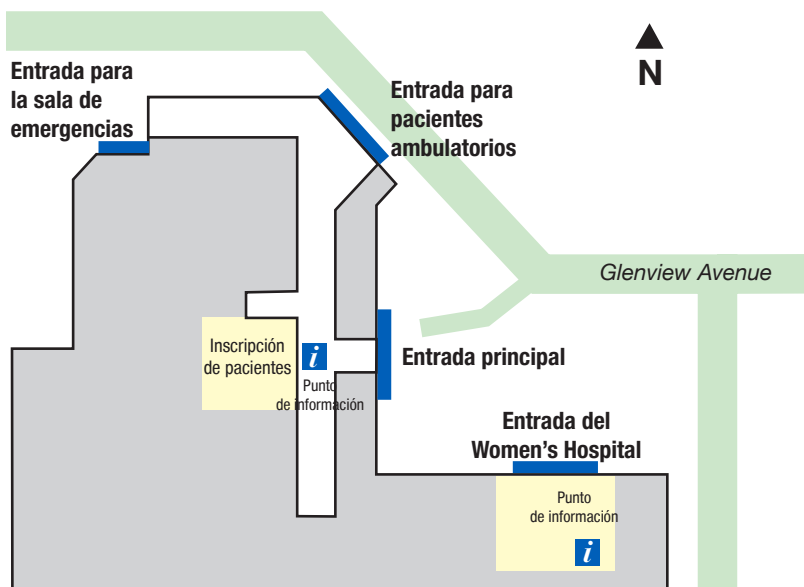 Entrada para
la sala de
emergencias
Entrada para
pacientes
ambulatorios
N
Glenview Avenue
Inscripción
de pacientes
i
Punto
de información
Entrada principal
Entrada del
Women's Hospital
Punto
de información
i